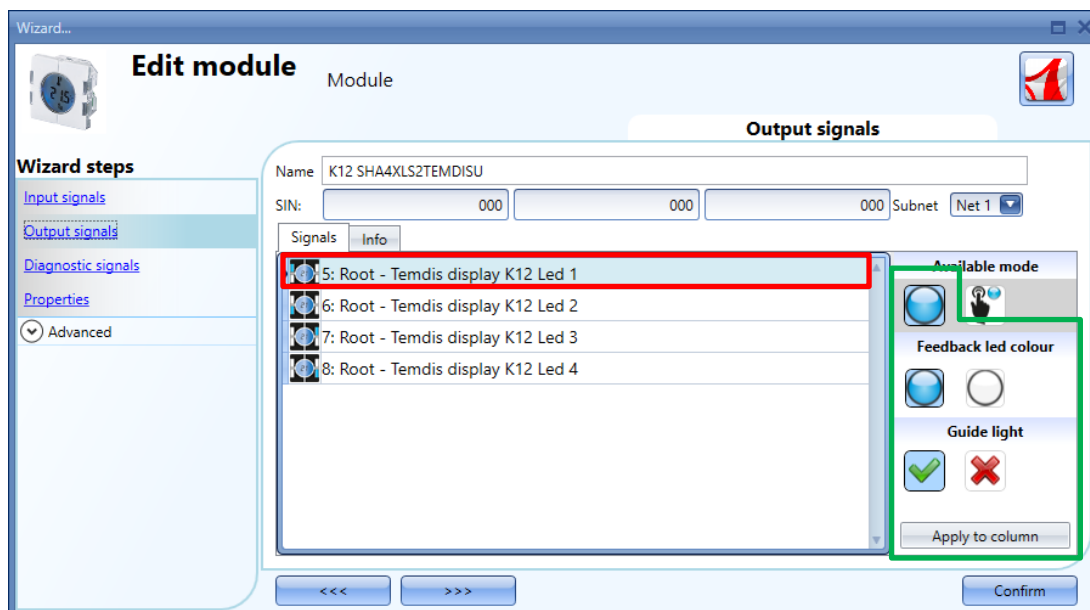 Wizard...
Edit module
Module
Output signals
Wizard steps
Input signals
Output signals
Diagnostic signals
Properties
Advanced
Name K12 SHA4XLS2TEMDISU
SIN: 000 000 000 Subnet Net 1
Signals Info
5: Root - Temdis display K12 Led 1
6: Root - Temdis display K12 Led 2
7: Root - Temdis display K12 Led 3
8: Root - Temdis display K12 Led 4
Available mode
Feedback led colour
Guide light
Apply to column
<<< >>> Confirm